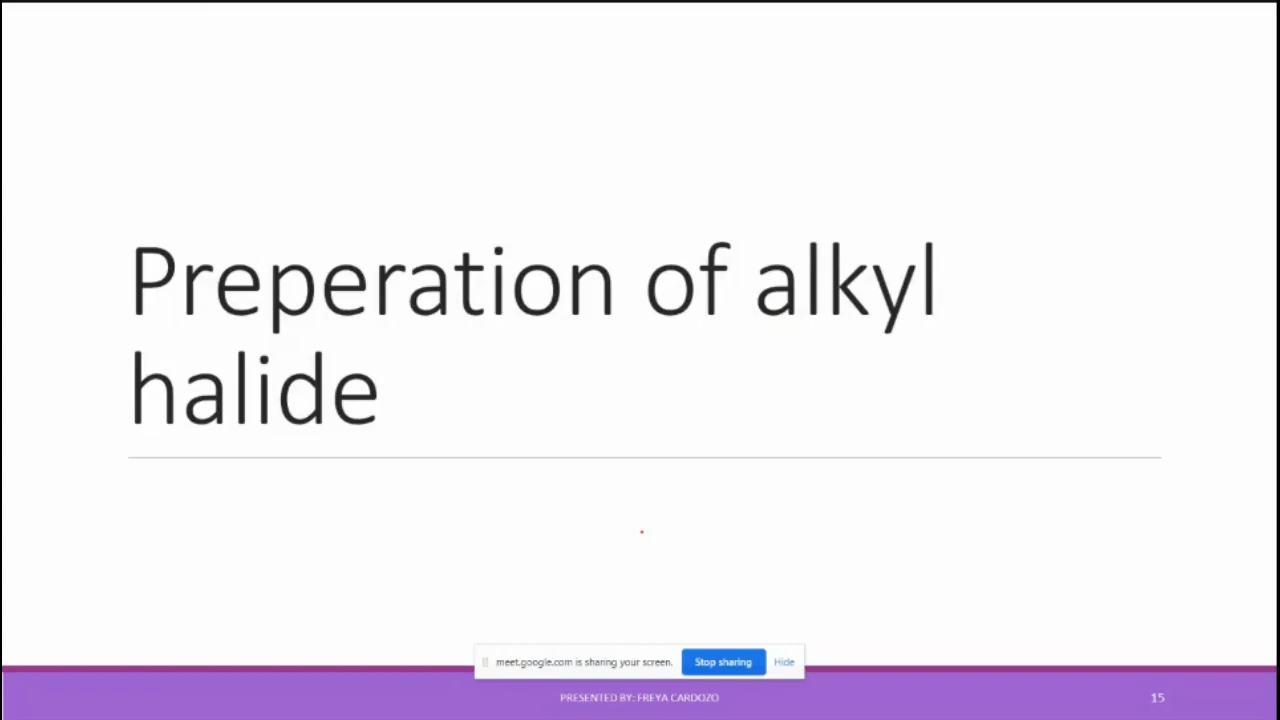 Preperation of alkyl
halide
meet.google.com is sharing your screen. Stop sharing Hide
PRESENTED BY: FREYA CARDOZO 15